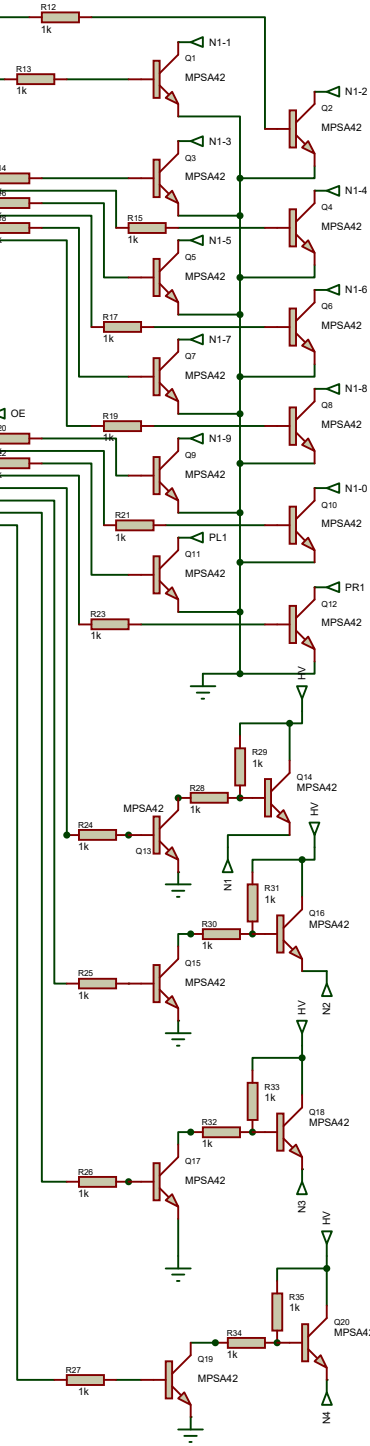 R12
1k
N1-1
R13
1k
Q1
MPSA42
N1-2
Q2
MPSA42
N1-3
Q3
MPSA42
14
N1-4
R15
1k
Q4
MPSA42
N1-5
Q5
MPSA42
N1-6
R17
1k
Q6
MPSA42
N1-7
Q7
MPSA42
N1-8
R19
1k
Q8
MPSA42
OE
20
N1-9
Q9
MPSA42
N1-0
R21
1k
Q10
MPSA42
PL1
Q11
MPSA42
PR1
R23
1k
Q12
MPSA42
HV
R29
1k
Q14
MPSA42
R28
1k
MPSA42
HV
R24
1k
Q13
N1
R31
1k
Q16
MPSA42
R30
1k
Q15
MPSA42
R25
1k
N2
HV
R33
1k
Q18
MPSA42
R32
1k
Q17
MPSA42
R26
1k
N3
HV
R35
1k
Q20
MPSA42
R34
1k
Q19
MPSA42
R27
1k
N4